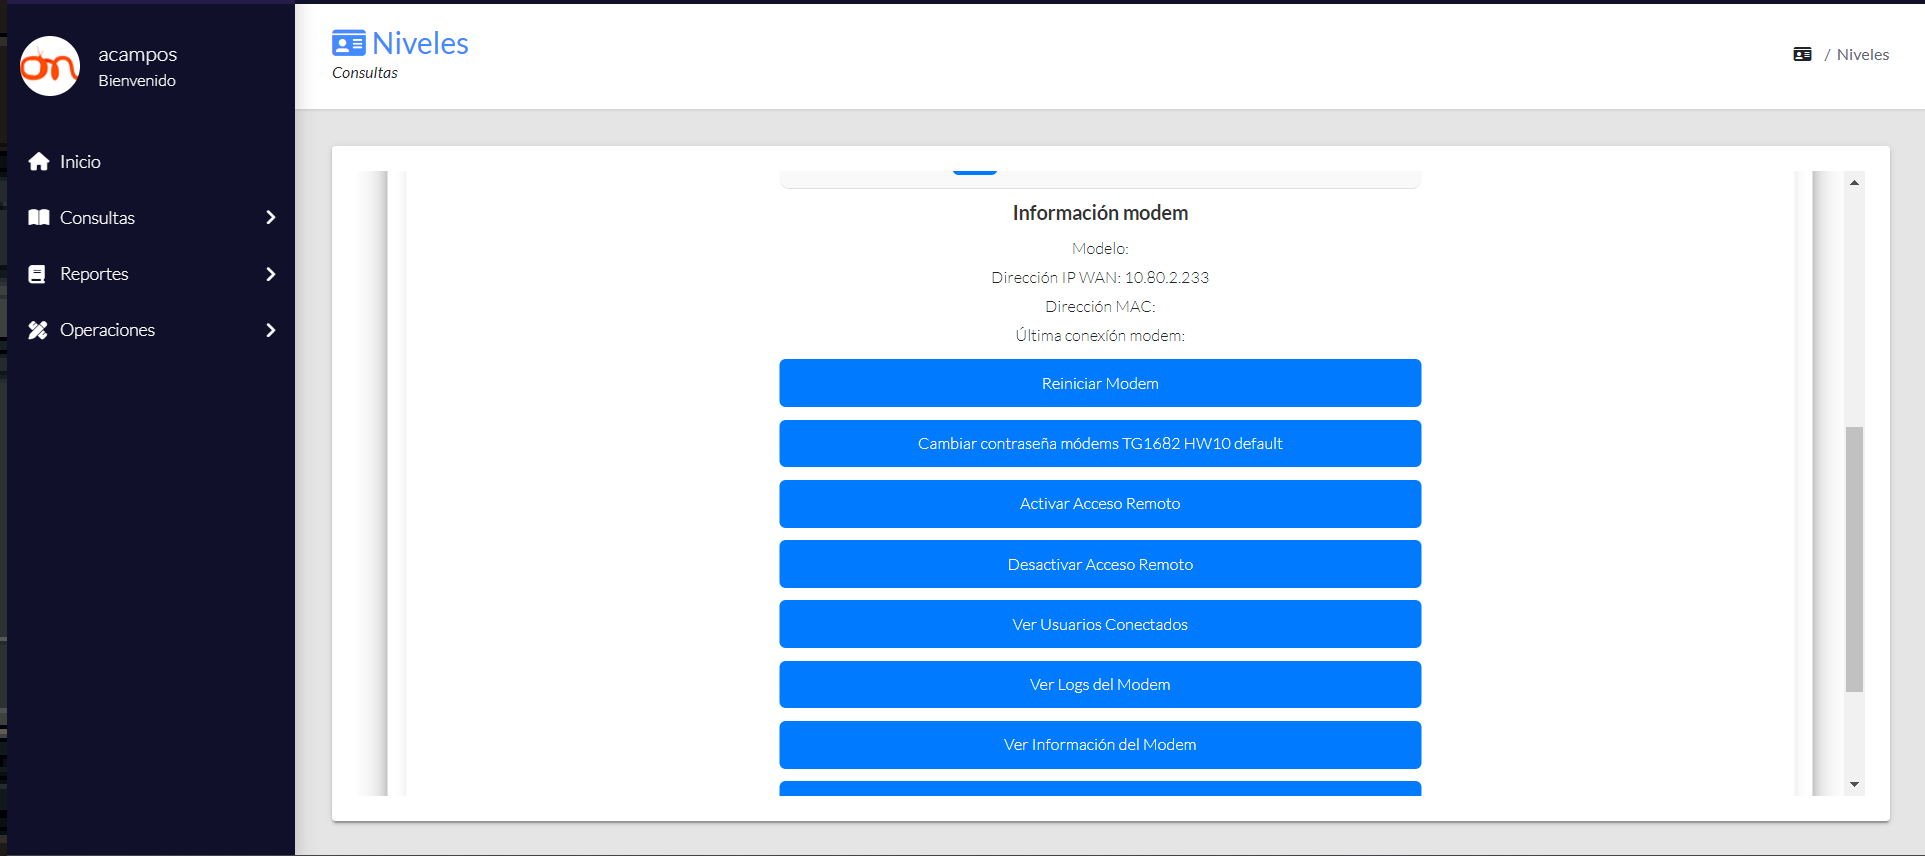 acampos
Bienvenido
Inicio
Consultas
Reportes
Operaciones
Niveles
Consultas
/ Niveles
Información modem
Modelo:
Dirección IP WAN: 10.80.2.233
Dirección MAC:
Última conexíón modem:
Reiniciar Modem
Cambiar contraseña módems TG1682 HW10 default
Activar Acceso Remoto
Desactivar Acceso Remoto
Ver Usuarios Conectados
Ver Logs del Modem
Ver Información del Modem